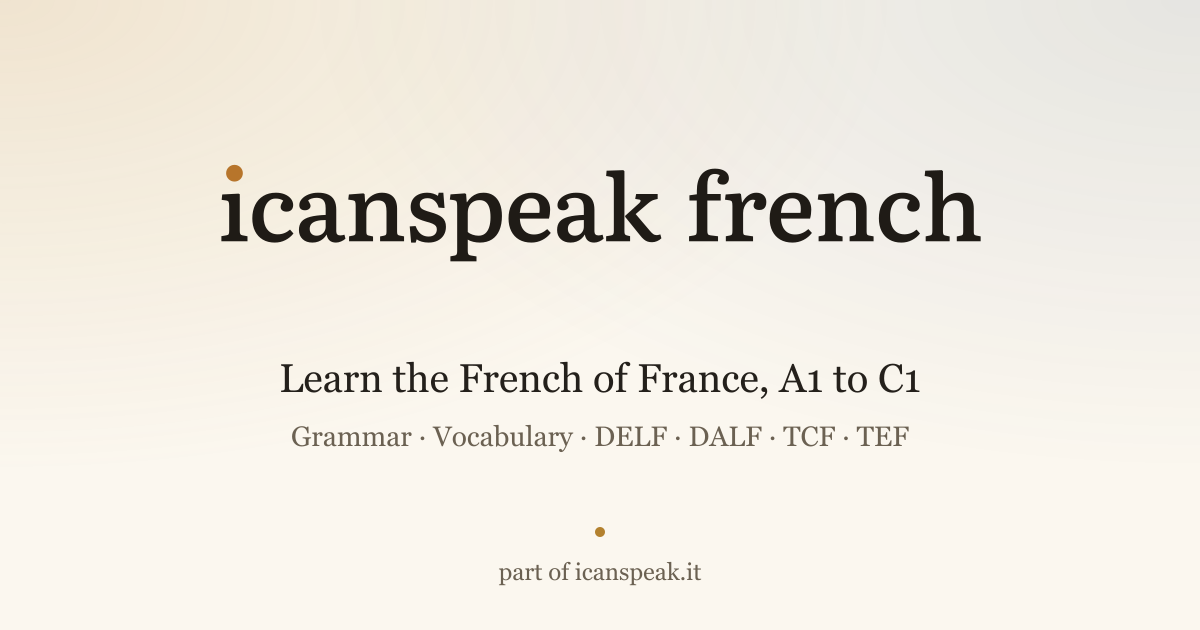 icanspeak french
Learn the French of France, A1 to C1
Grammar · Vocabulary · DELF · DALF · TCF · TEF
part of icanspeak.it